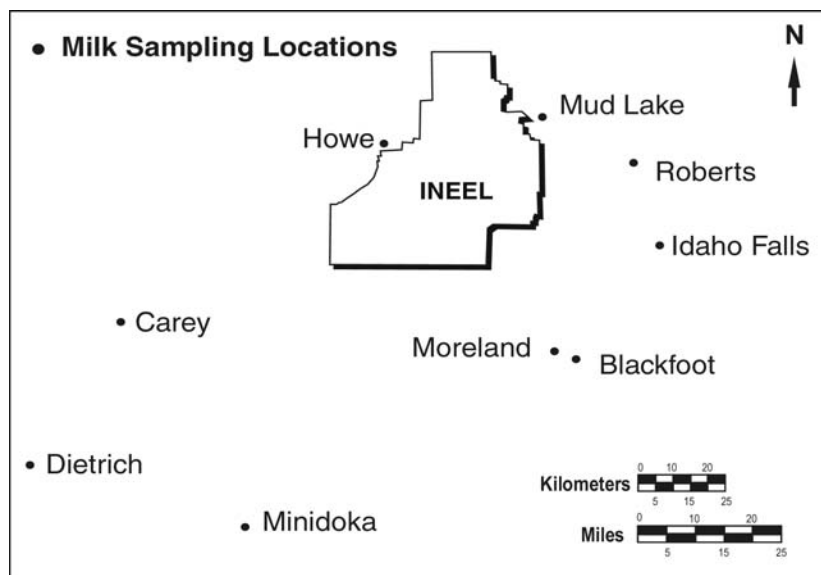 Milk Sampling Locations
N
Mud Lake
Howe
Roberts
INEEL
Idaho Falls
Carey
Moreland
Blackfoot
Dietrich
Minidoka
0 10 20
Kilometers
5 15 25
0 10 20
Miles
5 15 25